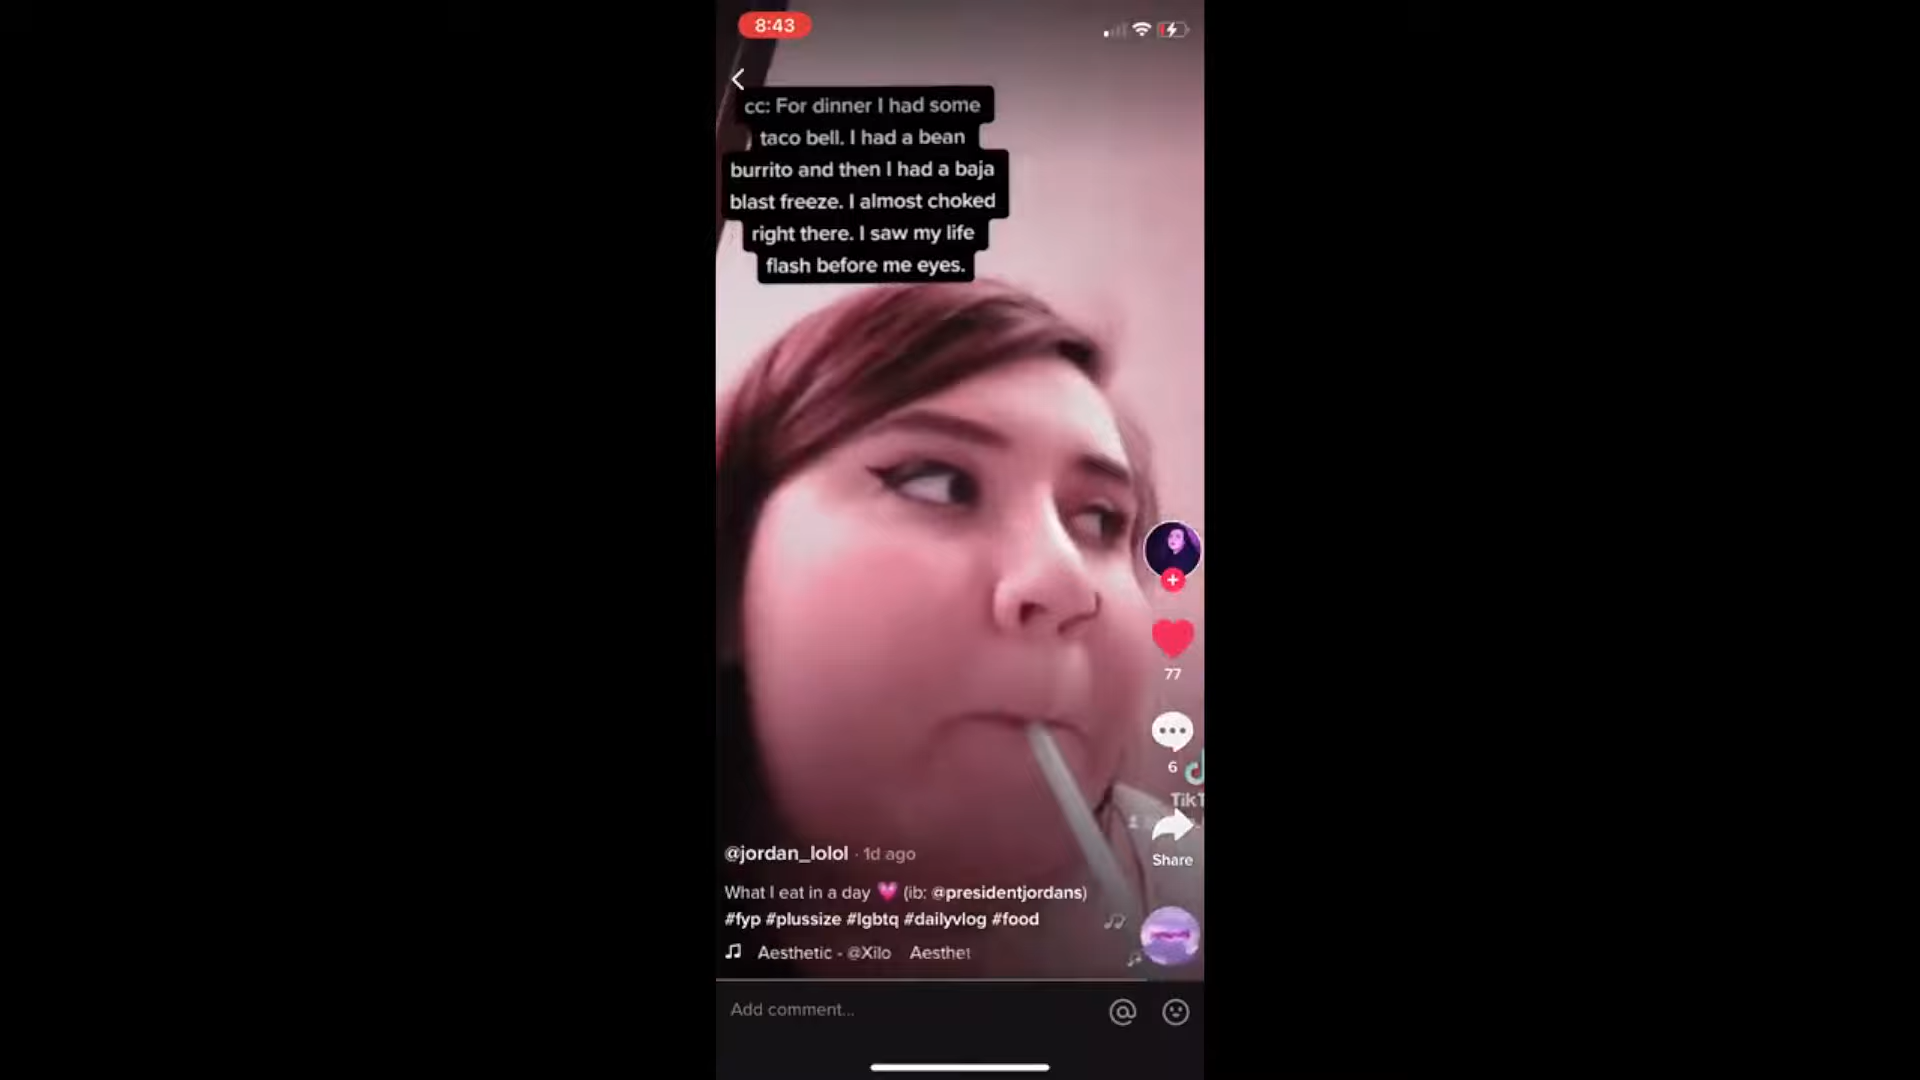 8:43
cc: For dinner I had some
taco bell. I had a bean
burrito and then I had a baja
blast freeze. I almost choked
right there. I saw my life
flash before me eyes.
77
6
TikT
Share
@jordan_lolol · 1d ago
What I eat in a day 💗 (ib: @presidentjordans)
#fyp #plussize #lgbtq #dailyvlog #food
Aesthetic - @Xilo Aesthet
Add comment...